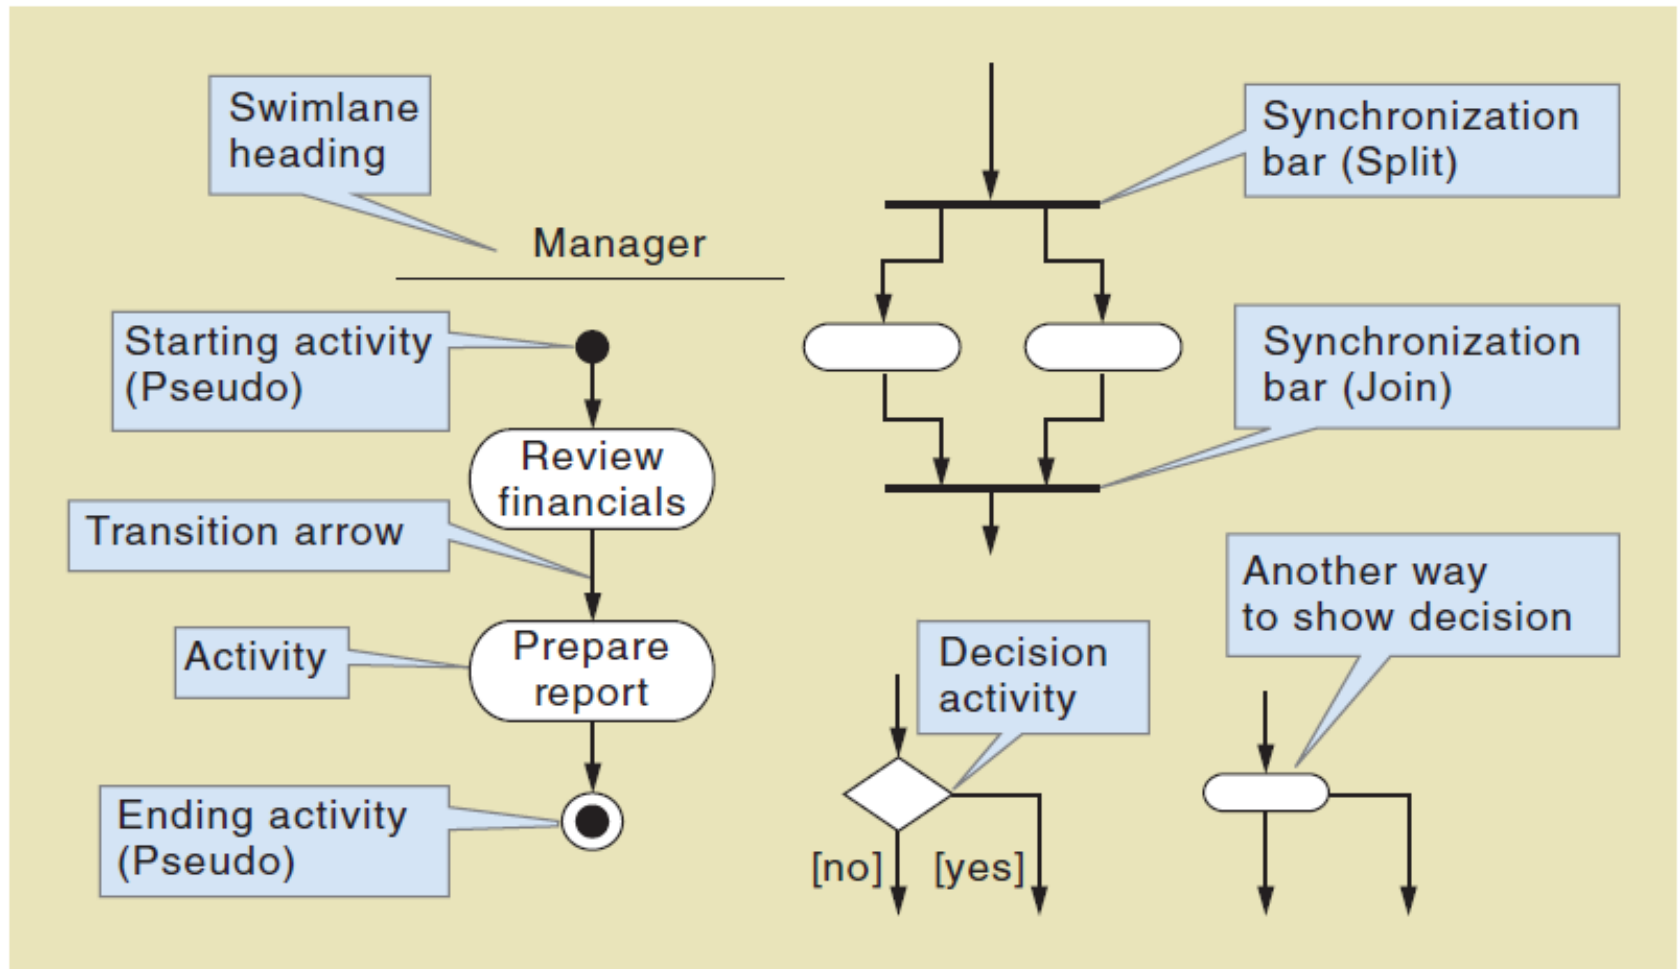 Swimlane
heading
Manager
Starting activity
(Pseudo)
Review
financials
Transition arrow
Activity
Prepare
report
Ending activity
(Pseudo)
Synchronization
bar (Split)
Synchronization
bar (Join)
Decision
activity
[no]
[yes]
Another way
to show decision